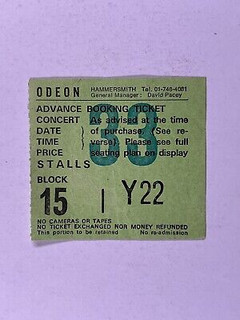 ODEON HAMMERSMITH Tel. 01-748-4081
General Manager: David Pacey
ADVANCE BOOKING TICKET
CONCERT As advised at the time
DATE of purchase. (See re-
TIME verse). Please see full
PRICE seating plan on display
STALLS
33
BLOCK
15 Y22
NO CAMERAS OR TAPES
NO TICKET EXCHANGED NOR MONEY REFUNDED
This portion to be retained No re-admission